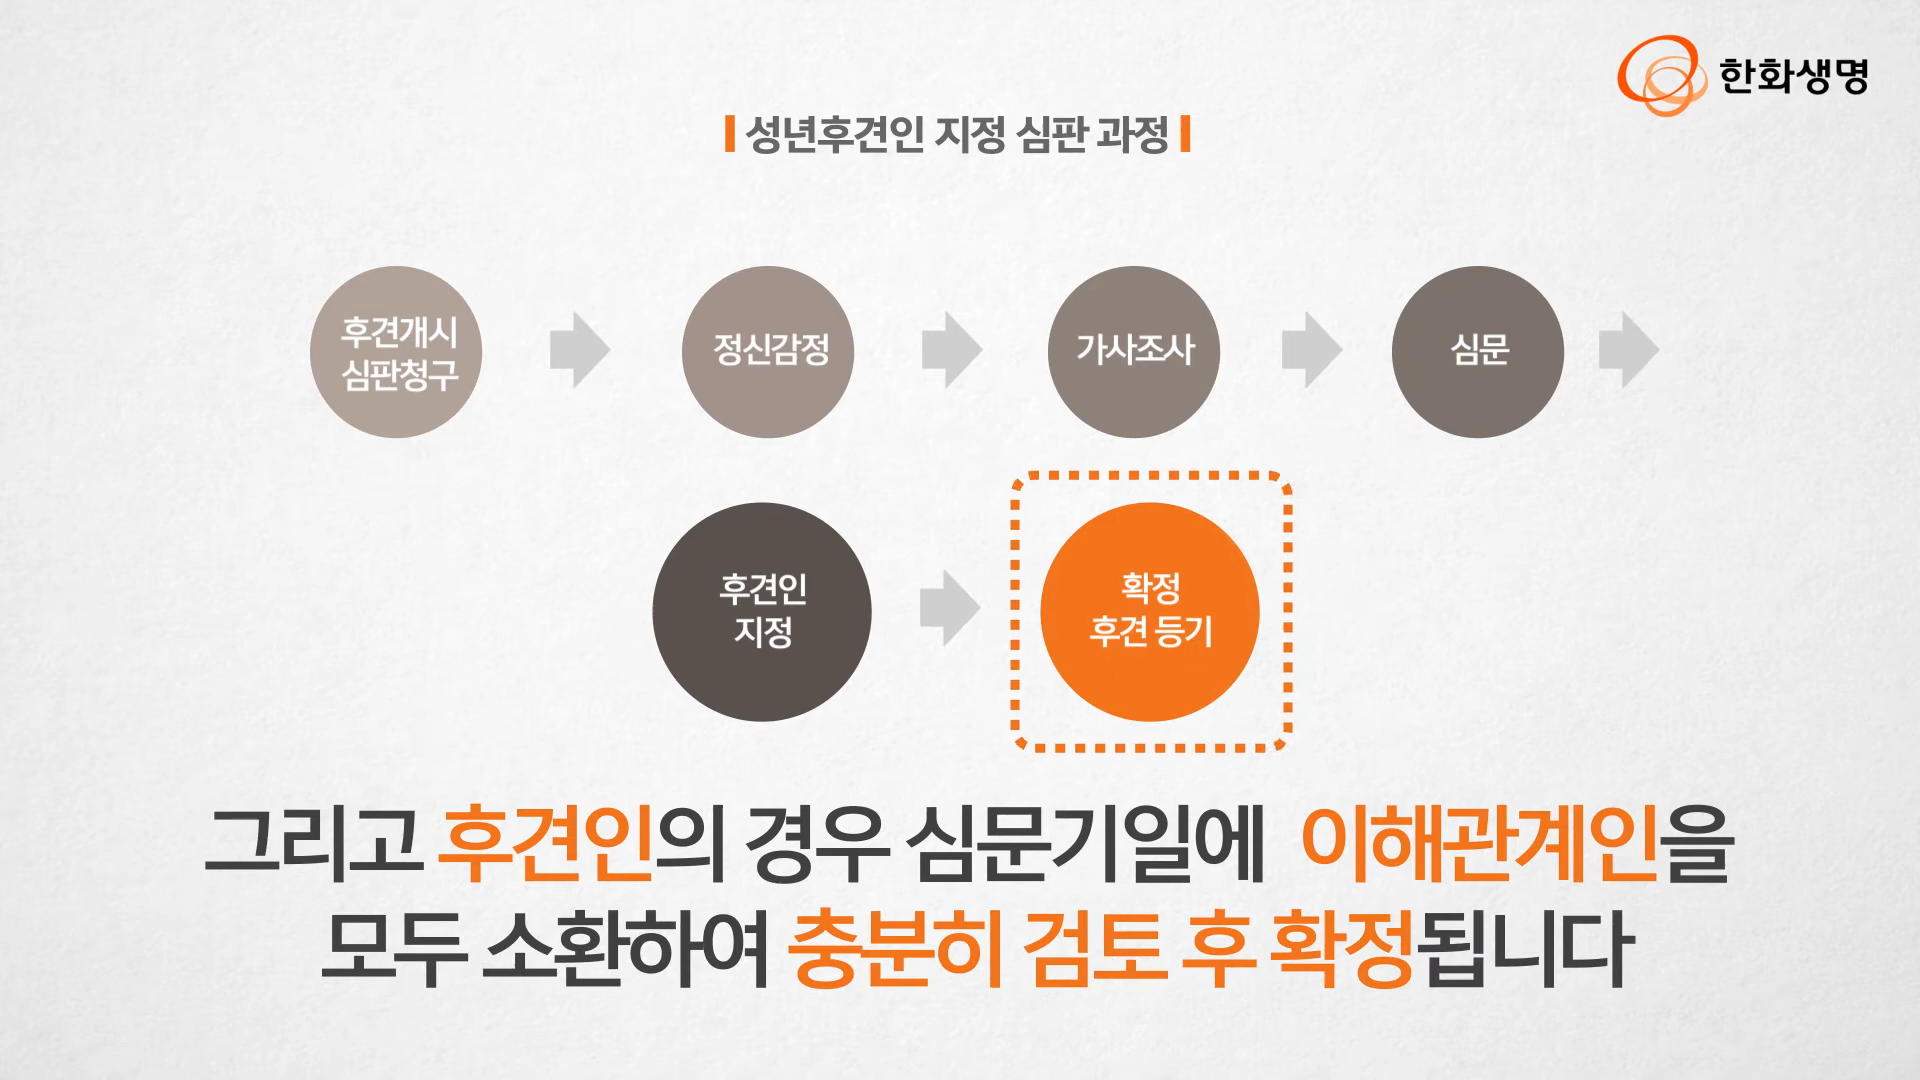 한화생명
성년후견인 지정 심판 과정
후견개시
심판청구
정신감정
가사조사
심문
후견인
지정
확정
후견 등기
그리고 후견인의 경우 심문기일에 이해관계인을
모두 소환하여 충분히 검토 후 확정됩니다